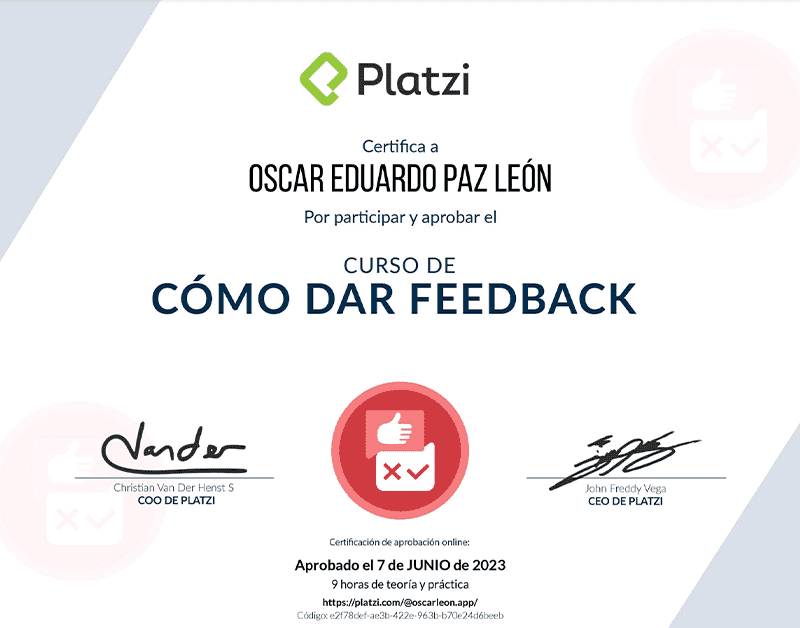 Platzi
Certifica a
OSCAR EDUARDO PAZ LEÓN
Por participar y aprobar el
CURSO DE
CÓMO DAR FEEDBACK
Vander
Christian Van Der Henst S
COO DE PLATZI
John Freddy Vega
CEO DE PLATZI
Certificación de aprobación online:
Aprobado el 7 de JUNIO de 2023
9 horas de teoría y práctica
https://platzi.com/@oscarleon.app/
Código: e2f78def-ae3b-422e-963b-b70e24d6beeb